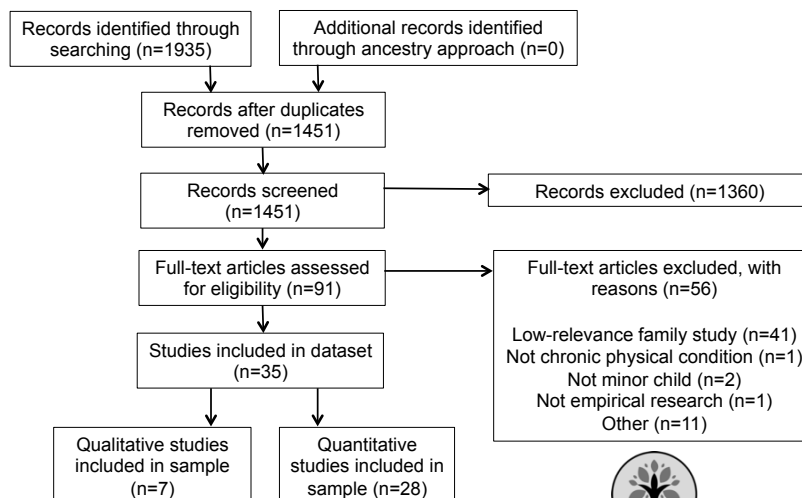 Records identified through
searching (n=1935)
Additional records identified
through ancestry approach (n=0)
Records after duplicates
removed (n=1451)
Records screened
(n=1451)
Records excluded (n=1360)
Full-text articles assessed
for eligibility (n=91)
Full-text articles excluded, with
reasons (n=56)
Low-relevance family study (n=41)
Not chronic physical condition (n=1)
Not minor child (n=2)
Not empirical research (n=1)
Other (n=11)
Studies included in dataset
(n=35)
Qualitative studies
included in sample
(n=7)
Quantitative
studies included in
sample (n=28)